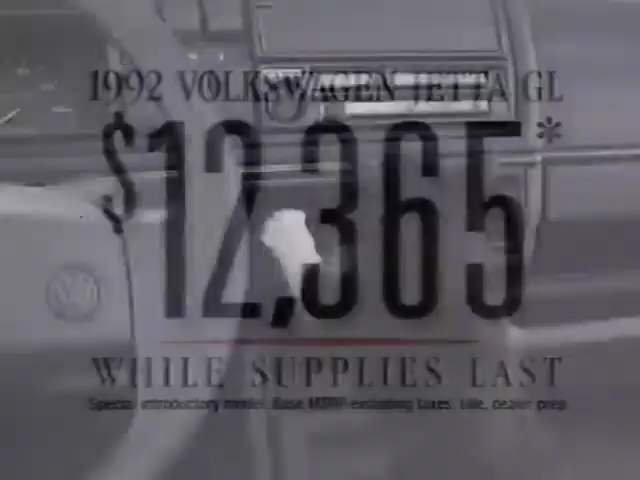 1992 VOLKSWAGEN JETTA GL
$12,365*
WHILE SUPPLIES LAST
Special introductory model. Base MSRP excluding taxes, title, dealer prep